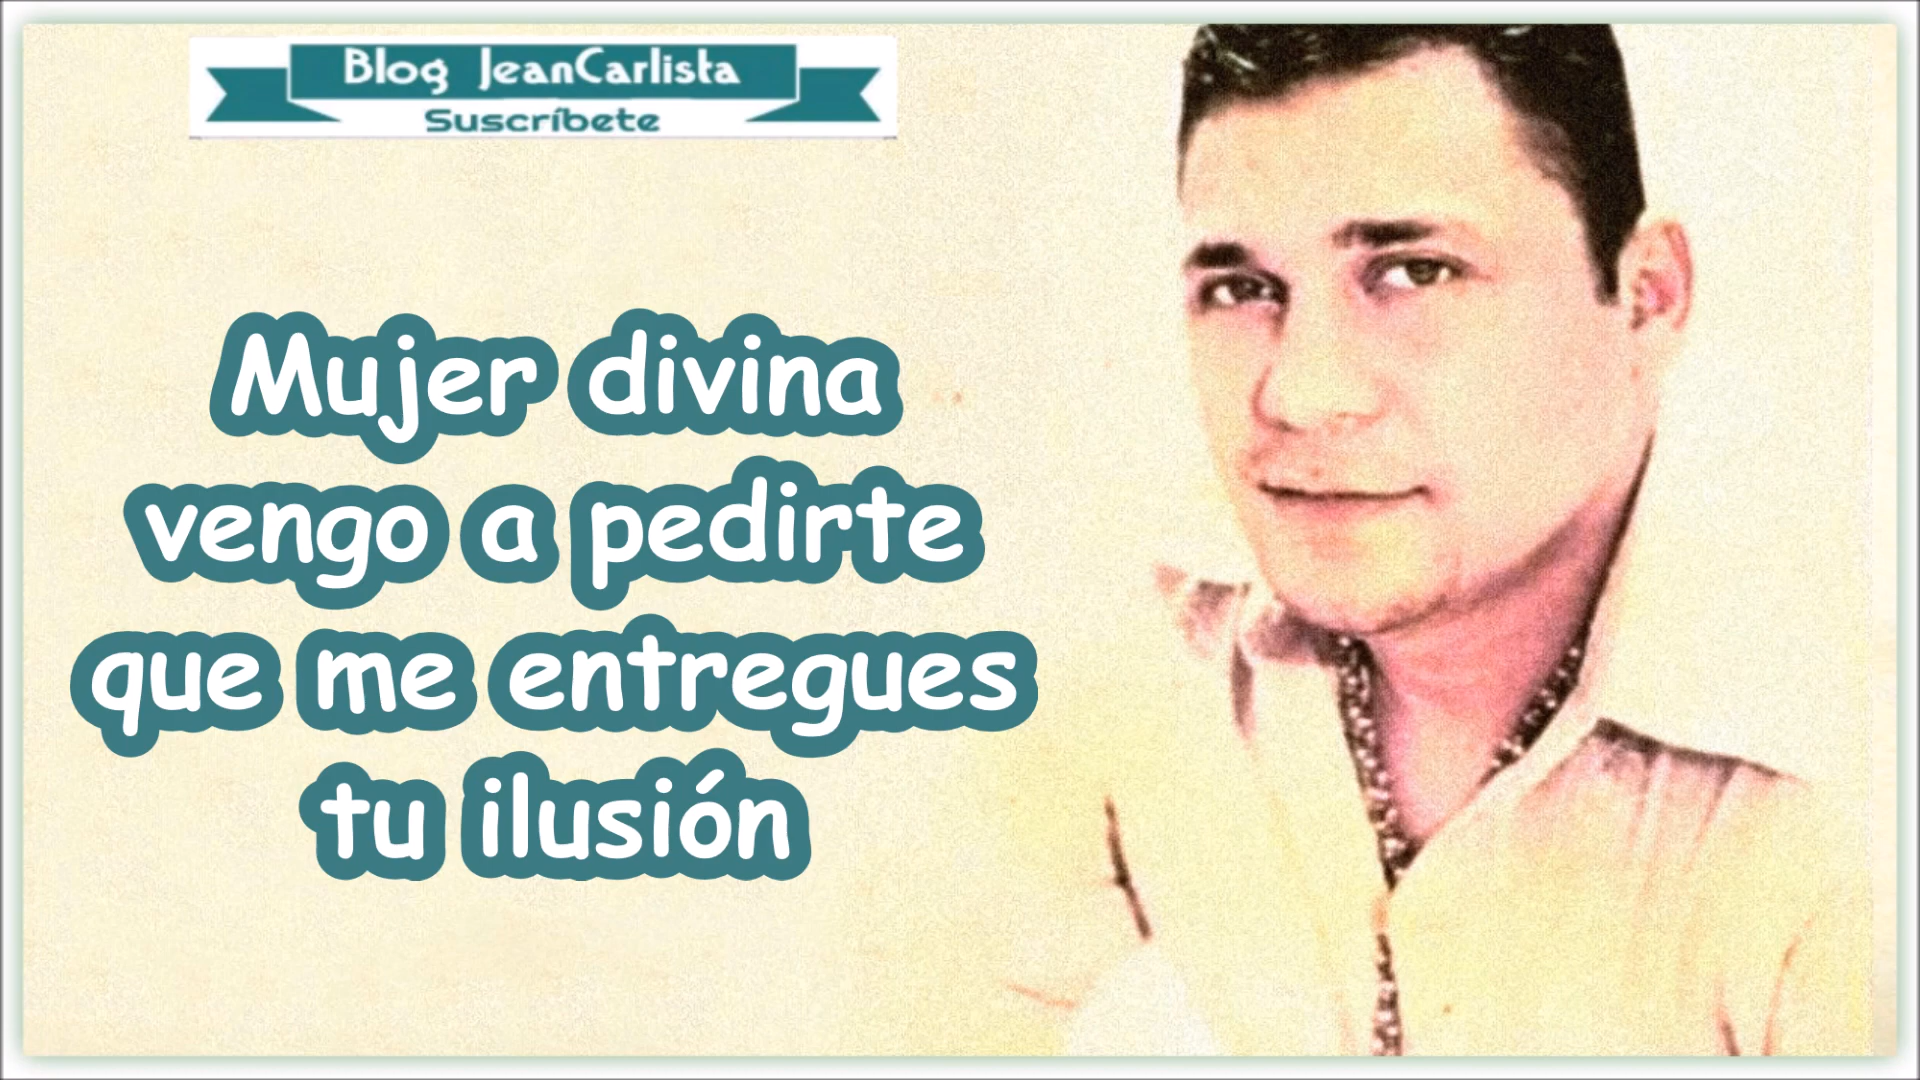 Blog JeanCarlista
Suscríbete
Mujer divina
vengo a pedirte
que me entregues
tu ilusión